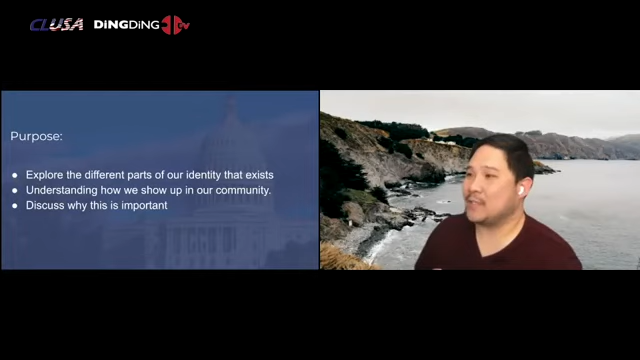 CLUSA DiNGDiNG TV
Purpose:
● Explore the different parts of our identity that exists
● Understanding how we show up in our community.
● Discuss why this is important